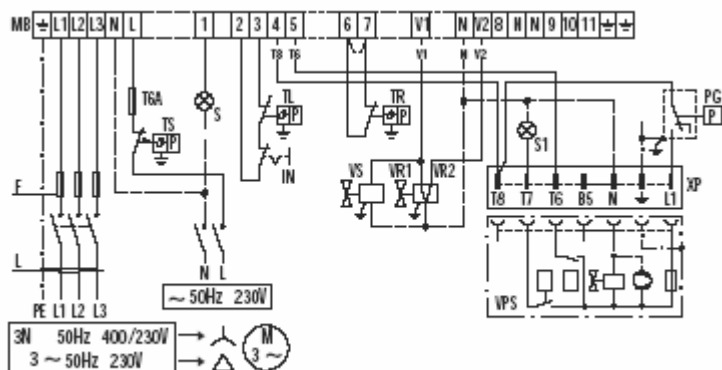 MB L1 L2 L3 N L 1 2 3 4 5 6 7 V1 N V2 8 N N 9 10 11
T8 T6 V1 N V2
T6A
S
TL
P
TR
P
PG
P
TS
P
S1
IN
VS VR1 VR2
F
T8 T7 T6 B5 N L1
XP
L
N L
VPS
PE L1 L2 L3
~ 50Hz 230V
3N 50Hz 400/230V
3 ~ 50Hz 230V
M
3 ~